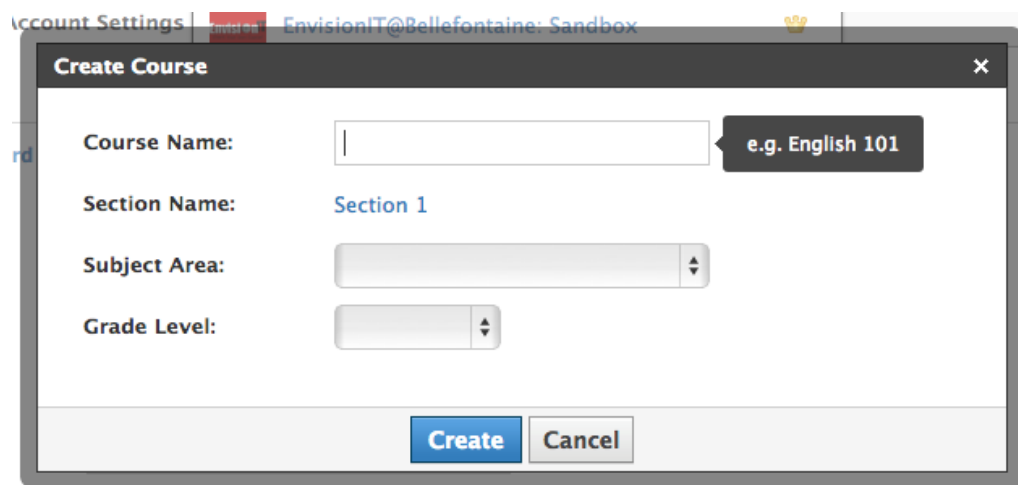 Account Settings EnvisionIT@Bellefontaine: Sandbox
Create Course ×
Course Name: e.g. English 101
rd
Section Name: Section 1
Subject Area:
Grade Level:
Create Cancel